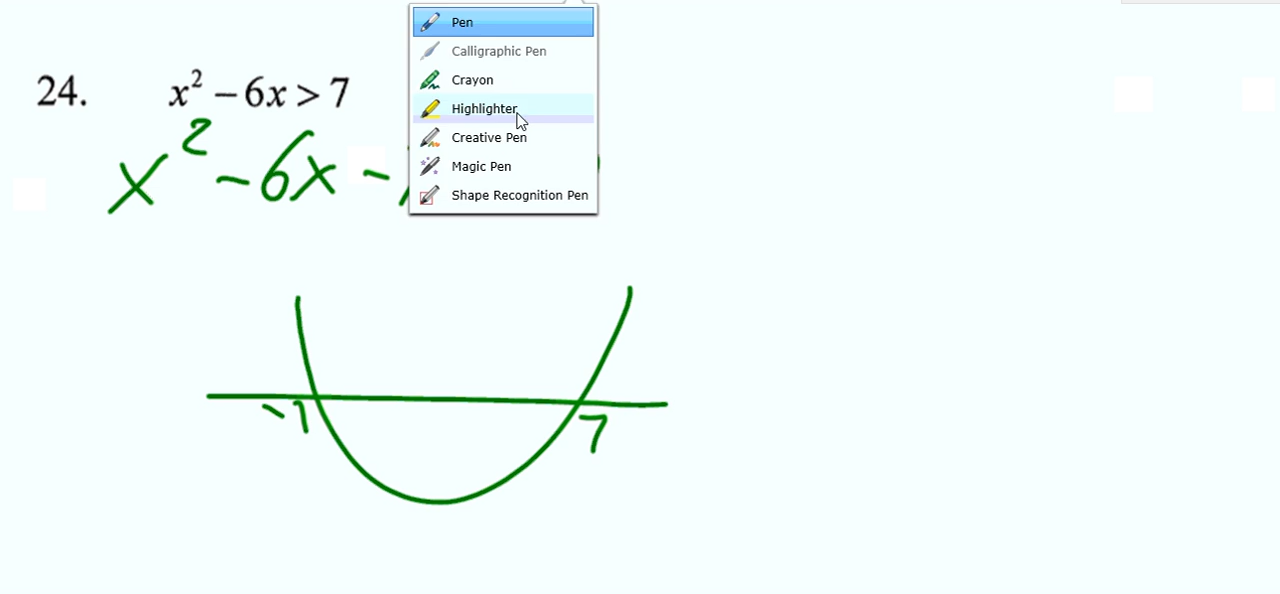 Pen
Calligraphic Pen
Crayon
Highlighter
Creative Pen
Magic Pen
Shape Recognition Pen
24. x² – 6x > 7
x² - 6x -
-1
7